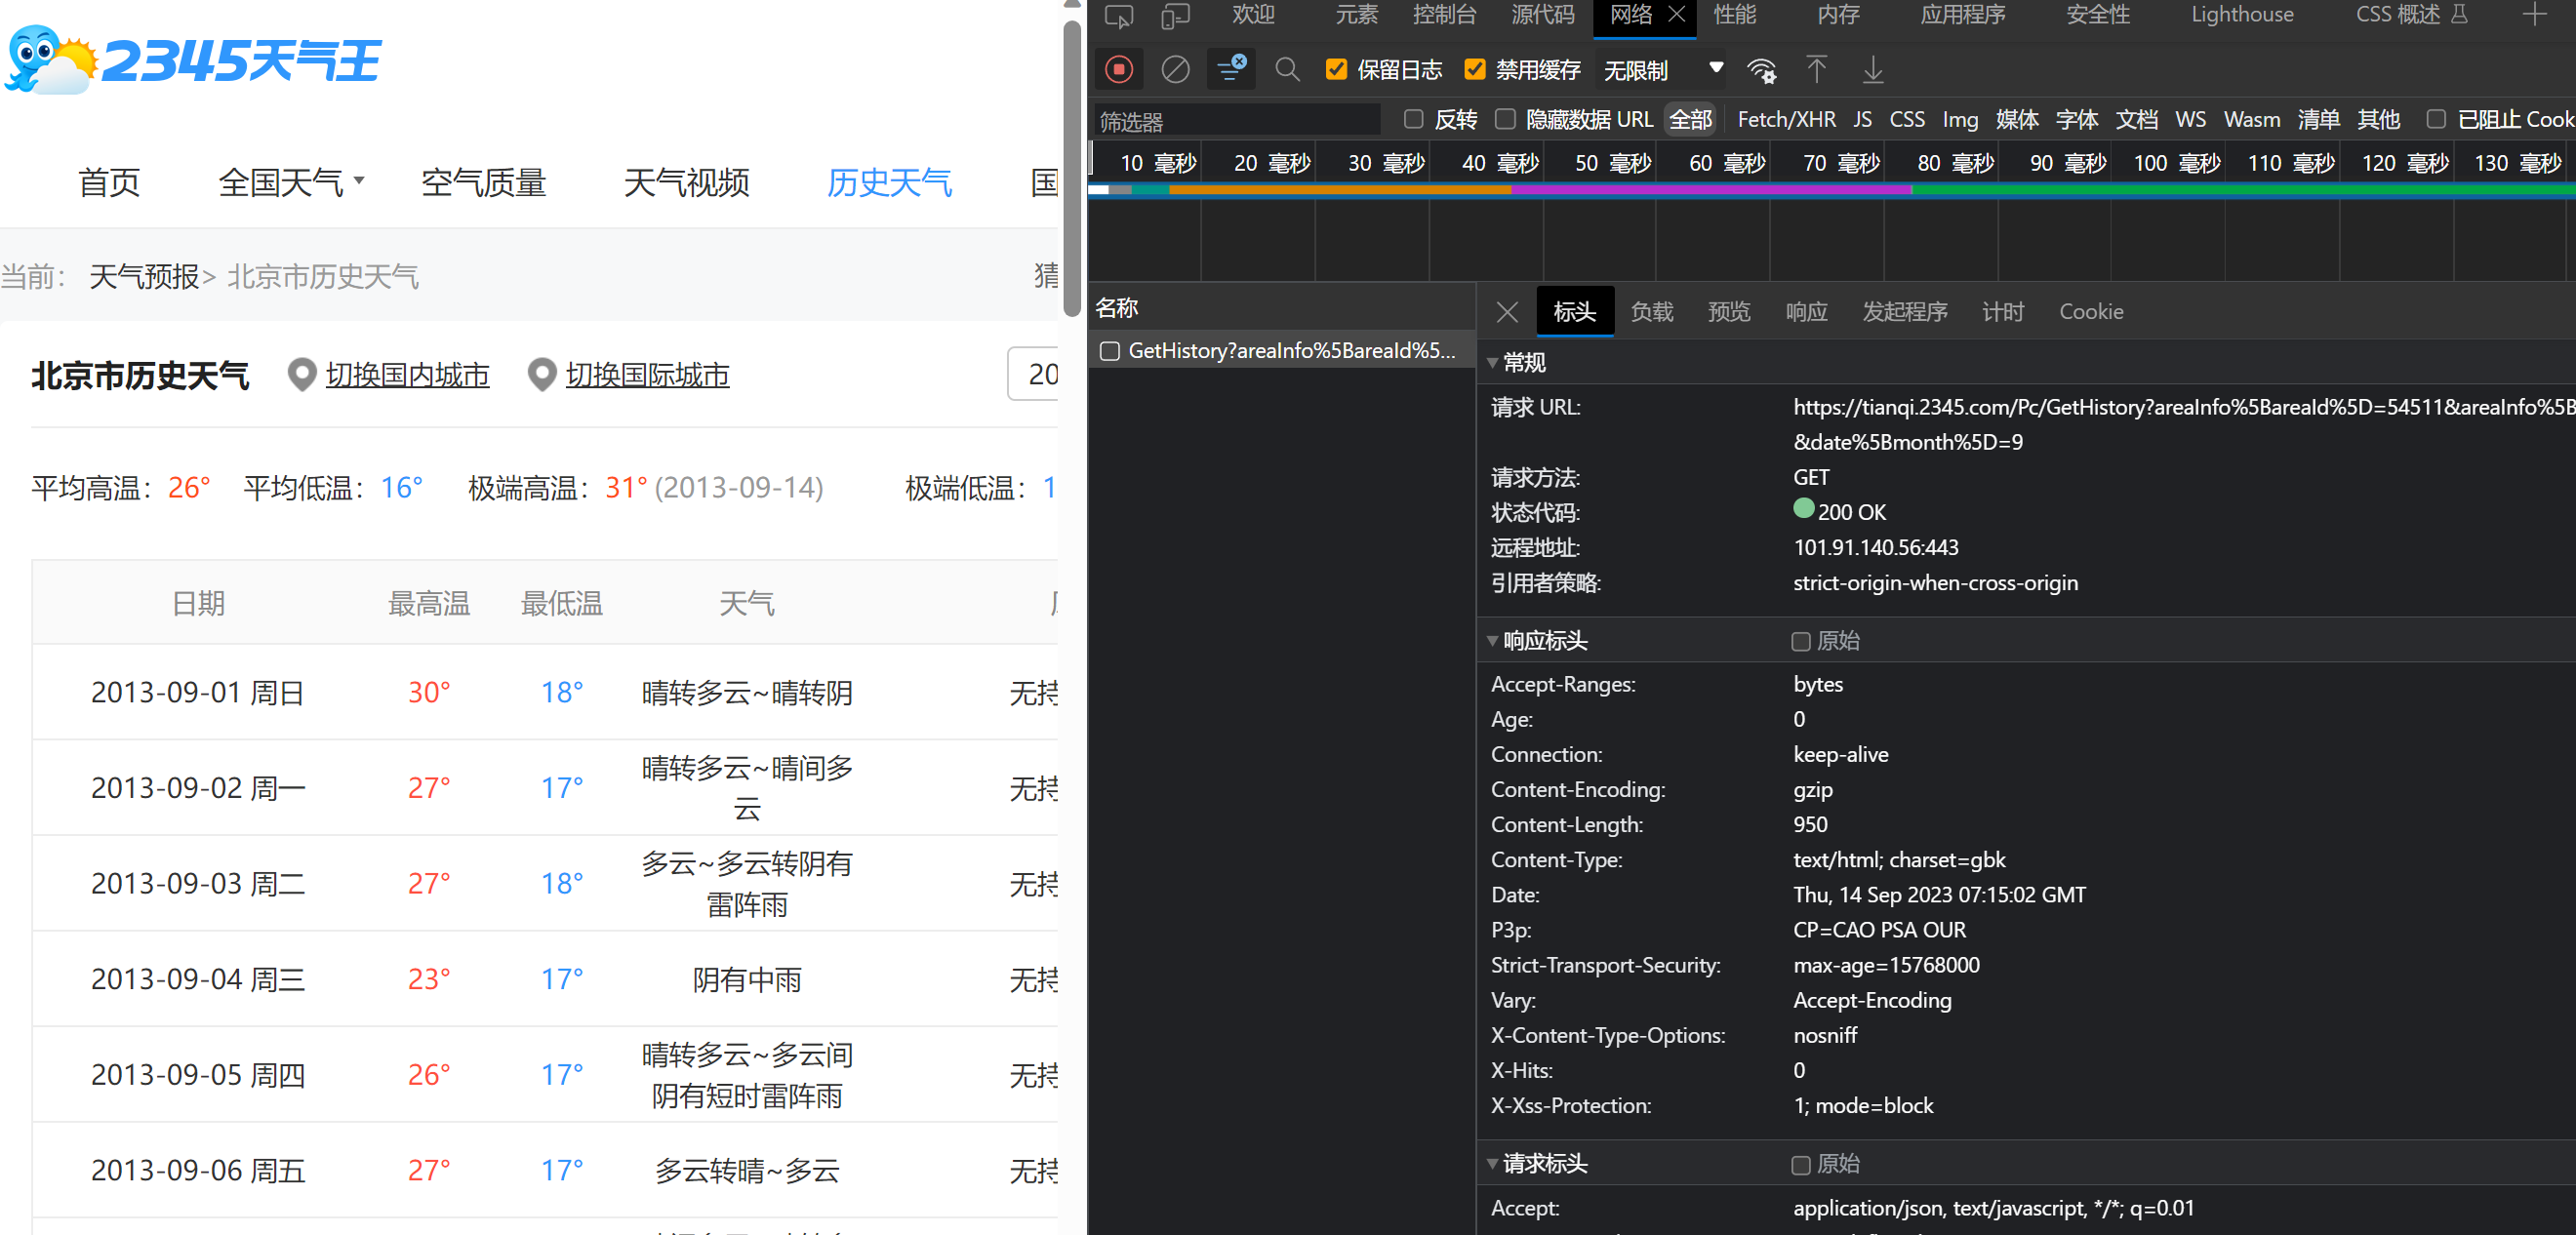 2345天气王
首页 全国天气 空气质量 天气视频 历史天气 国
当前： 天气预报> 北京市历史天气 猜
北京市历史天气 切换国内城市 切换国际城市 20
平均高温：26° 平均低温：16° 极端高温：31° (2013-09-14) 极端低温：1
日期 最高温 最低温 天气
2013-09-01 周日 30° 18° 晴转多云~晴转阴 无持
2013-09-02 周一 27° 17° 晴转多云~晴间多云 无持
2013-09-03 周二 27° 18° 多云~多云转阴有雷阵雨 无持
2013-09-04 周三 23° 17° 阴有中雨 无持
2013-09-05 周四 26° 17° 晴转多云~多云间阴有短时雷阵雨 无持
2013-09-06 周五 27° 17° 多云转晴~多云 无持
欢迎 元素 控制台 源代码 网络 性能 内存 应用程序 安全性 Lighthouse CSS 概述
保留日志 禁用缓存 无限制
筛选器 反转 隐藏数据 URL 全部 Fetch/XHR JS CSS Img 媒体 字体 文档 WS Wasm 清单 其他 已阻止 Cook
10 毫秒 20 毫秒 30 毫秒 40 毫秒 50 毫秒 60 毫秒 70 毫秒 80 毫秒 90 毫秒 100 毫秒 110 毫秒 120 毫秒 130 毫秒
名称
GetHistory?areaInfo%5BareaId%5...
标头 负载 预览 响应 发起程序 计时 Cookie
常规
请求 URL: https://tianqi.2345.com/Pc/GetHistory?areaInfo%5BareaId%5D=54511&areaInfo%5B
&date%5Bmonth%5D=9
请求方法: GET
状态代码: 200 OK
远程地址: 101.91.140.56:443
引用者策略: strict-origin-when-cross-origin
响应标头 原始
Accept-Ranges: bytes
Age: 0
Connection: keep-alive
Content-Encoding: gzip
Content-Length: 950
Content-Type: text/html; charset=gbk
Date: Thu, 14 Sep 2023 07:15:02 GMT
P3p: CP=CAO PSA OUR
Strict-Transport-Security: max-age=15768000
Vary: Accept-Encoding
X-Content-Type-Options: nosniff
X-Hits: 0
X-Xss-Protection: 1; mode=block
请求标头 原始
Accept: application/json, text/javascript, */*; q=0.01